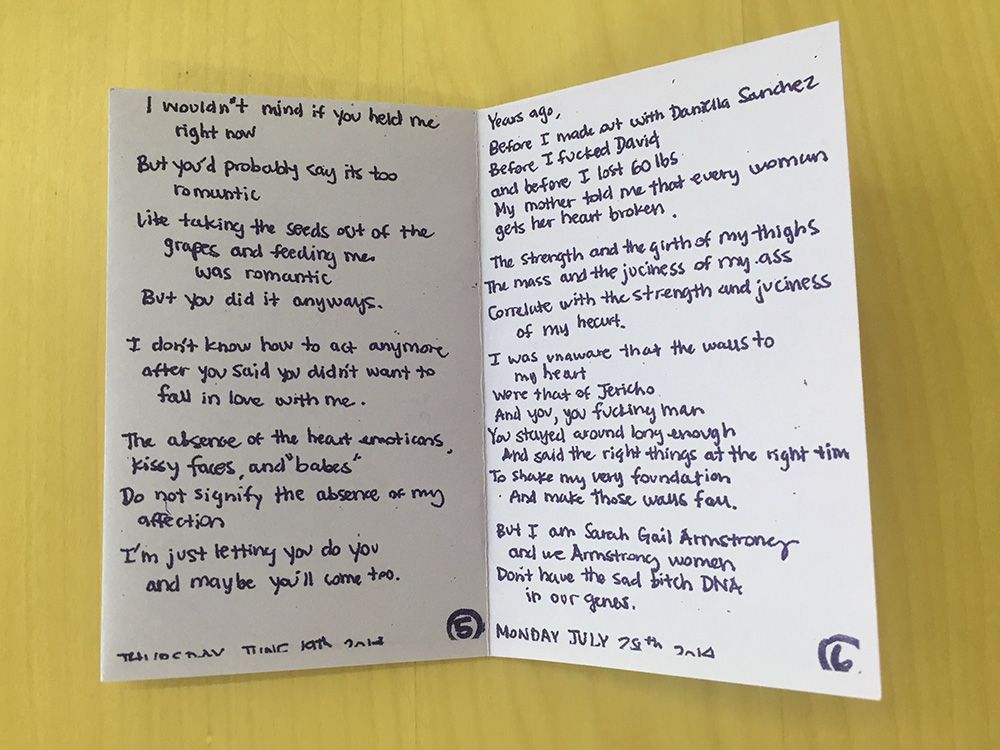 I wouldn't mind if you held me
right now
But you'd probably say its too
romantic
like taking the seeds out of the
grapes and feeding me
was romantic
But you did it anyways.
I don't know how to act anymore
after you said you didn't want to
fall in love with me.
The absence of the heart emoticans,
kissy faces, and "babes"
Do not signify the absence of my
affection
I'm just letting you do you
and maybe you'll come too.
THURSDAY JUNE 19th 2014
5
Years ago,
Before I made out with Daniella Sanchez
Before I fucked David
and before I lost 60 lbs
My mother told me that every woman
gets her heart broken.
The strength and the girth of my thighs
The mass and the juciness of my ass
Correlate with the strength and juciness
of my heart.
I was unaware that the walls to
my heart
were that of Jericho
And you, you fucking man
You stayed around long enough
And said the right things at the right tim
To shake my very foundation
And make those walls fall.
But I am Sarah Gail Armstrong
and we Armstrong women
Don't have the sad bitch DNA
in our genes.
MONDAY JULY 28th 2014
6